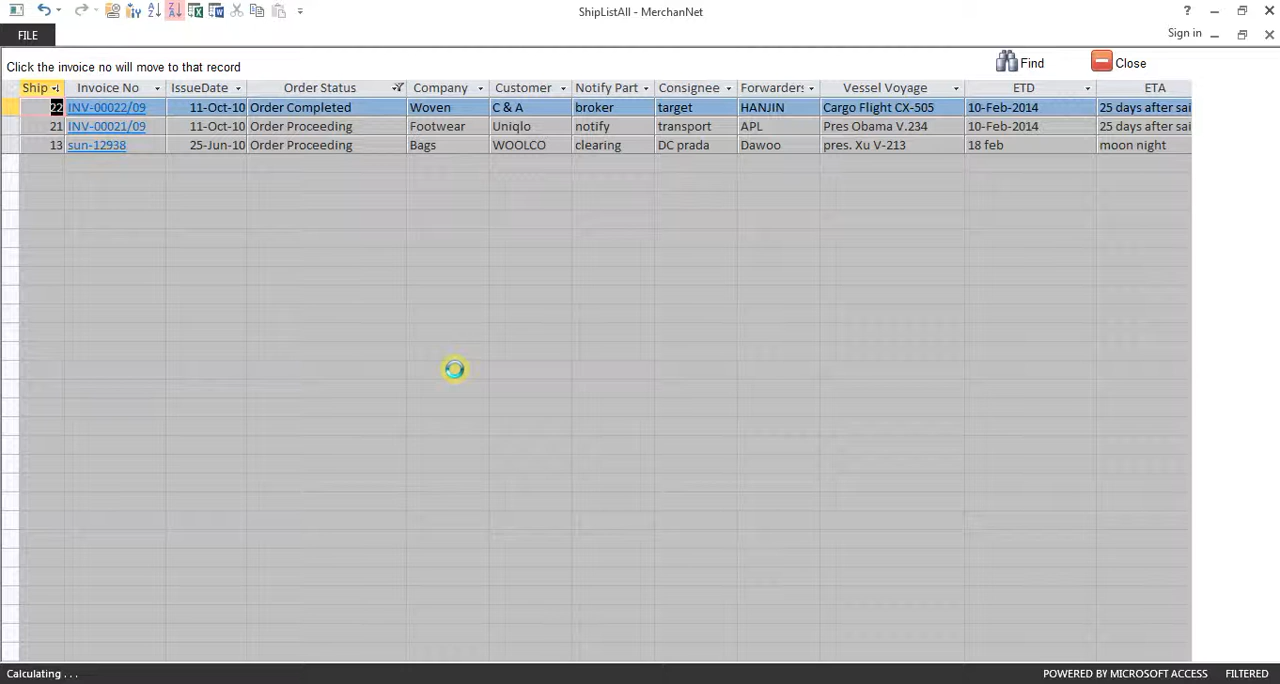 ShipListAll - MerchanNet
?
FILE
Sign in
Click the invoice no will move to that record
Find
Close
Ship Invoice No IssueDate Order Status Company Customer Notify Part Consignee Forwarders Vessel Voyage ETD ETA
22 INV-00022/09 11-Oct-10 Order Completed Woven C & A broker target HANJIN Cargo Flight CX-505 10-Feb-2014 25 days after sai
21 INV-00021/09 11-Oct-10 Order Proceeding Footwear Uniqlo notify transport APL Pres Obama V.234 10-Feb-2014 25 days after sai
13 sun-12938 25-Jun-10 Order Proceeding Bags WOOLCO clearing DC prada Dawoo pres. Xu V-213 18 feb moon night
Calculating . . .
POWERED BY MICROSOFT ACCESS
FILTERED